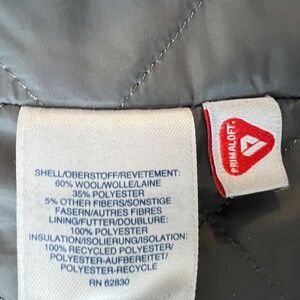 SHELL/OBERSTOFF/REVETEMENT:
60% WOOL/WOLLE/LAINE
35% POLYESTER
5% OTHER FIBERS/SONSTIGE
FASERN/AUTRES FIBRES
LINING/FUTTER/DOUBLURE:
100% POLYESTER
INSULATION/ISOLIERUNG/ISOLATION:
100% RECYCLED POLYESTER/
POLYESTER-AUFBEREITET/
POLYESTER-RECYCLE
RN 62830
PRIMALOFT